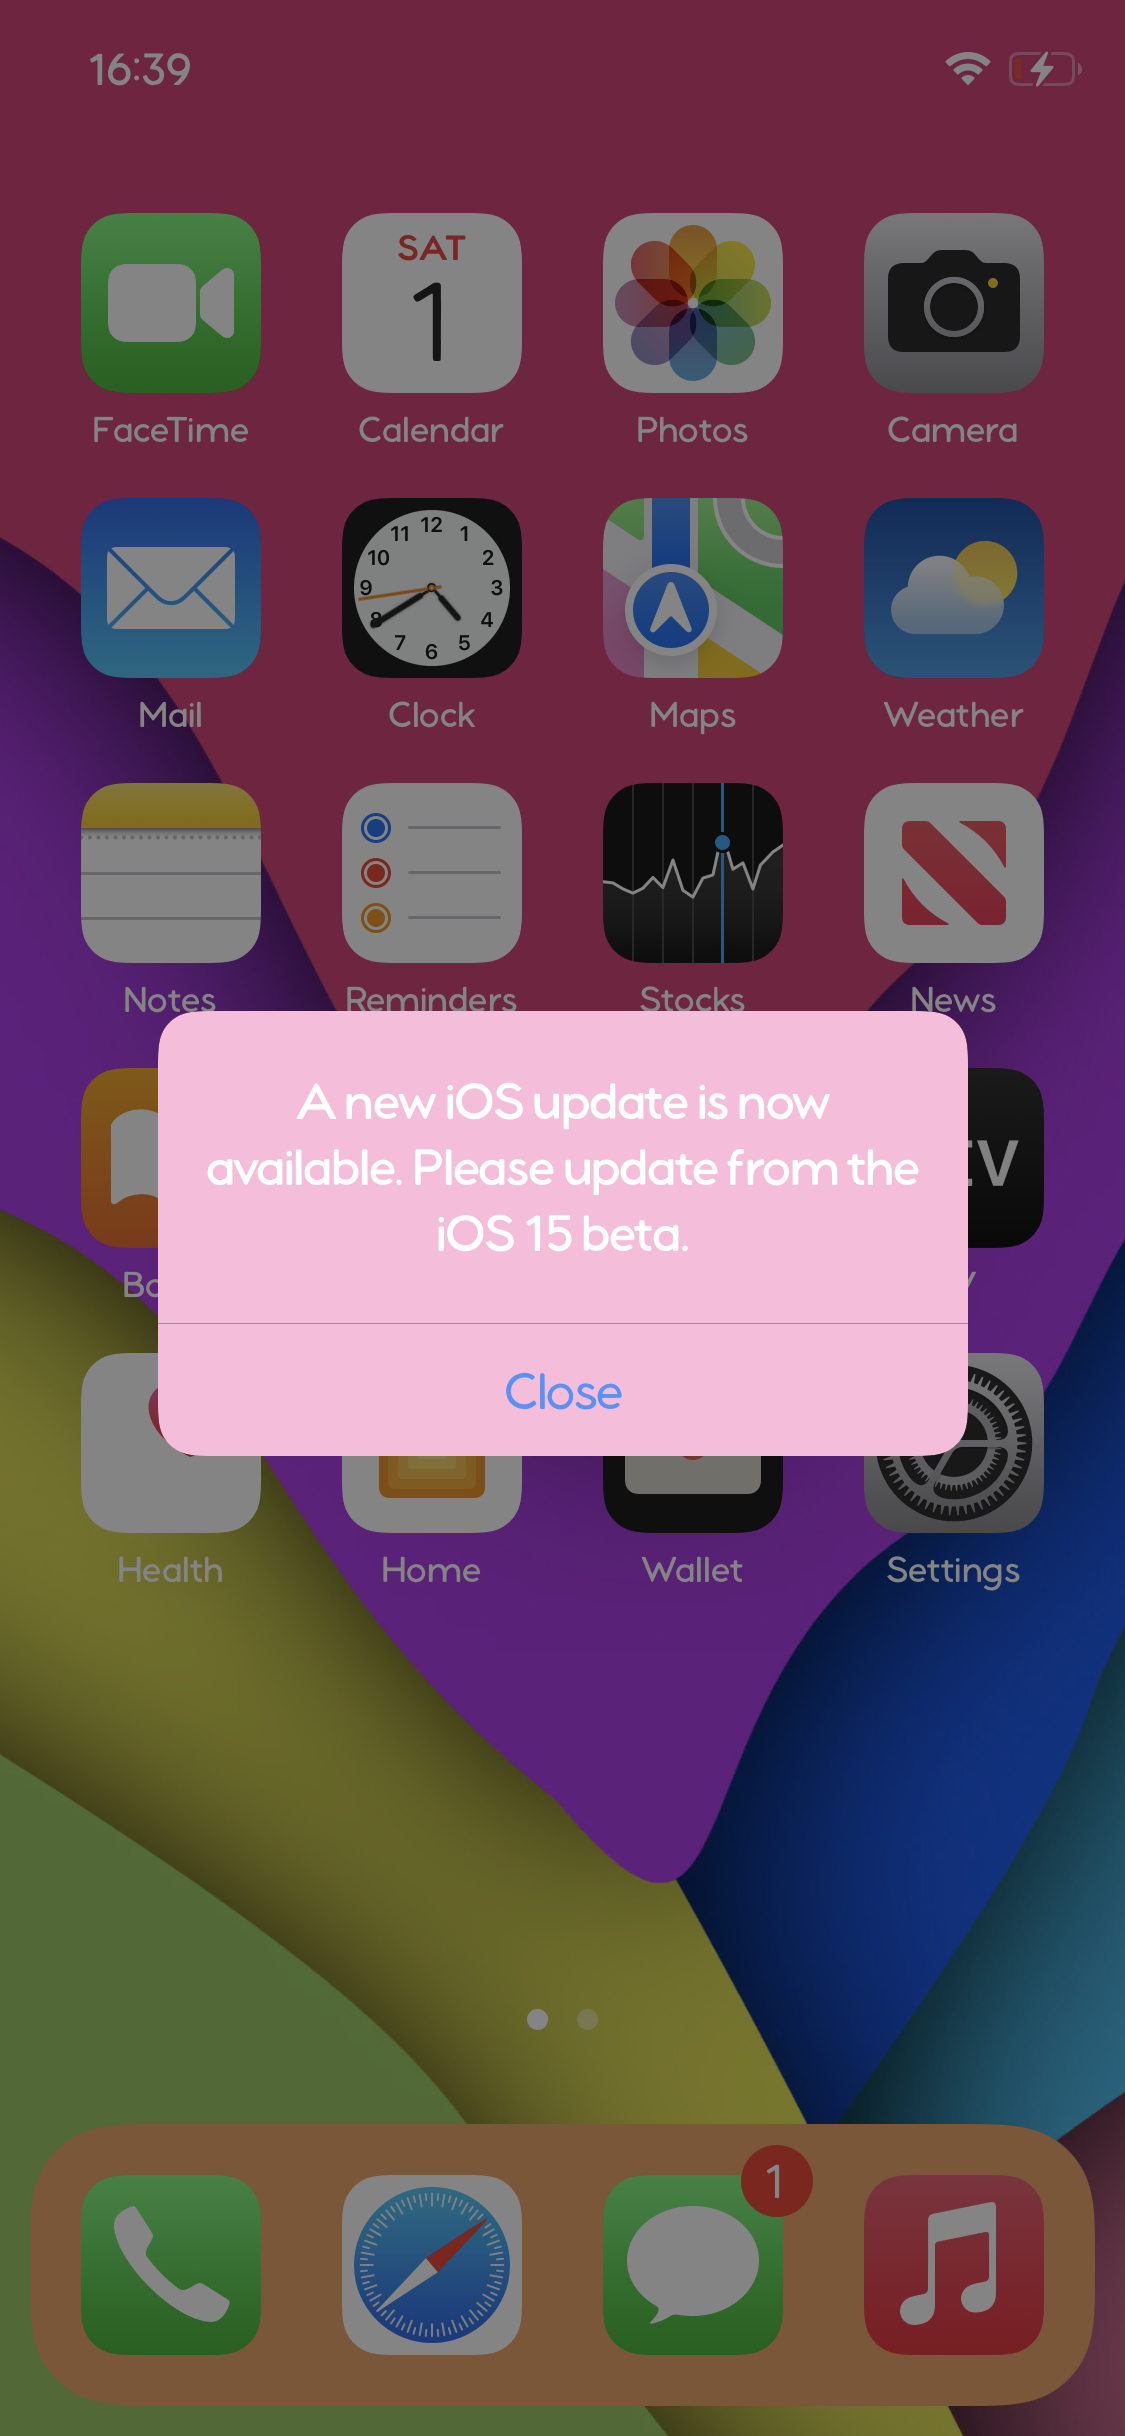 16:39
SAT
1
FaceTime Calendar Photos Camera
11 12 1
10 2
9 3
8 4
7 6 5
Mail Clock Maps Weather
Notes Reminders Stocks News
A new iOS update is now
available. Please update from the
iOS 15 beta.
Close
Health Home Wallet Settings
1